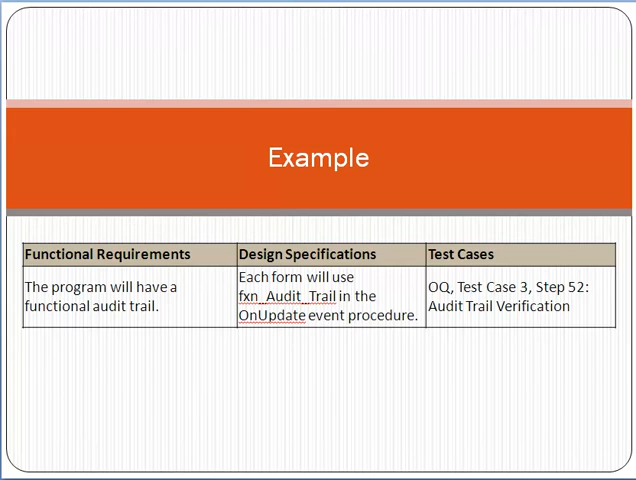 Example
Functional Requirements
Design Specifications
Test Cases
The program will have a
functional audit trail.
Each form will use
fxn_Audit_Trail in the
OnUpdate event procedure.
OQ, Test Case 3, Step 52:
Audit Trail Verification